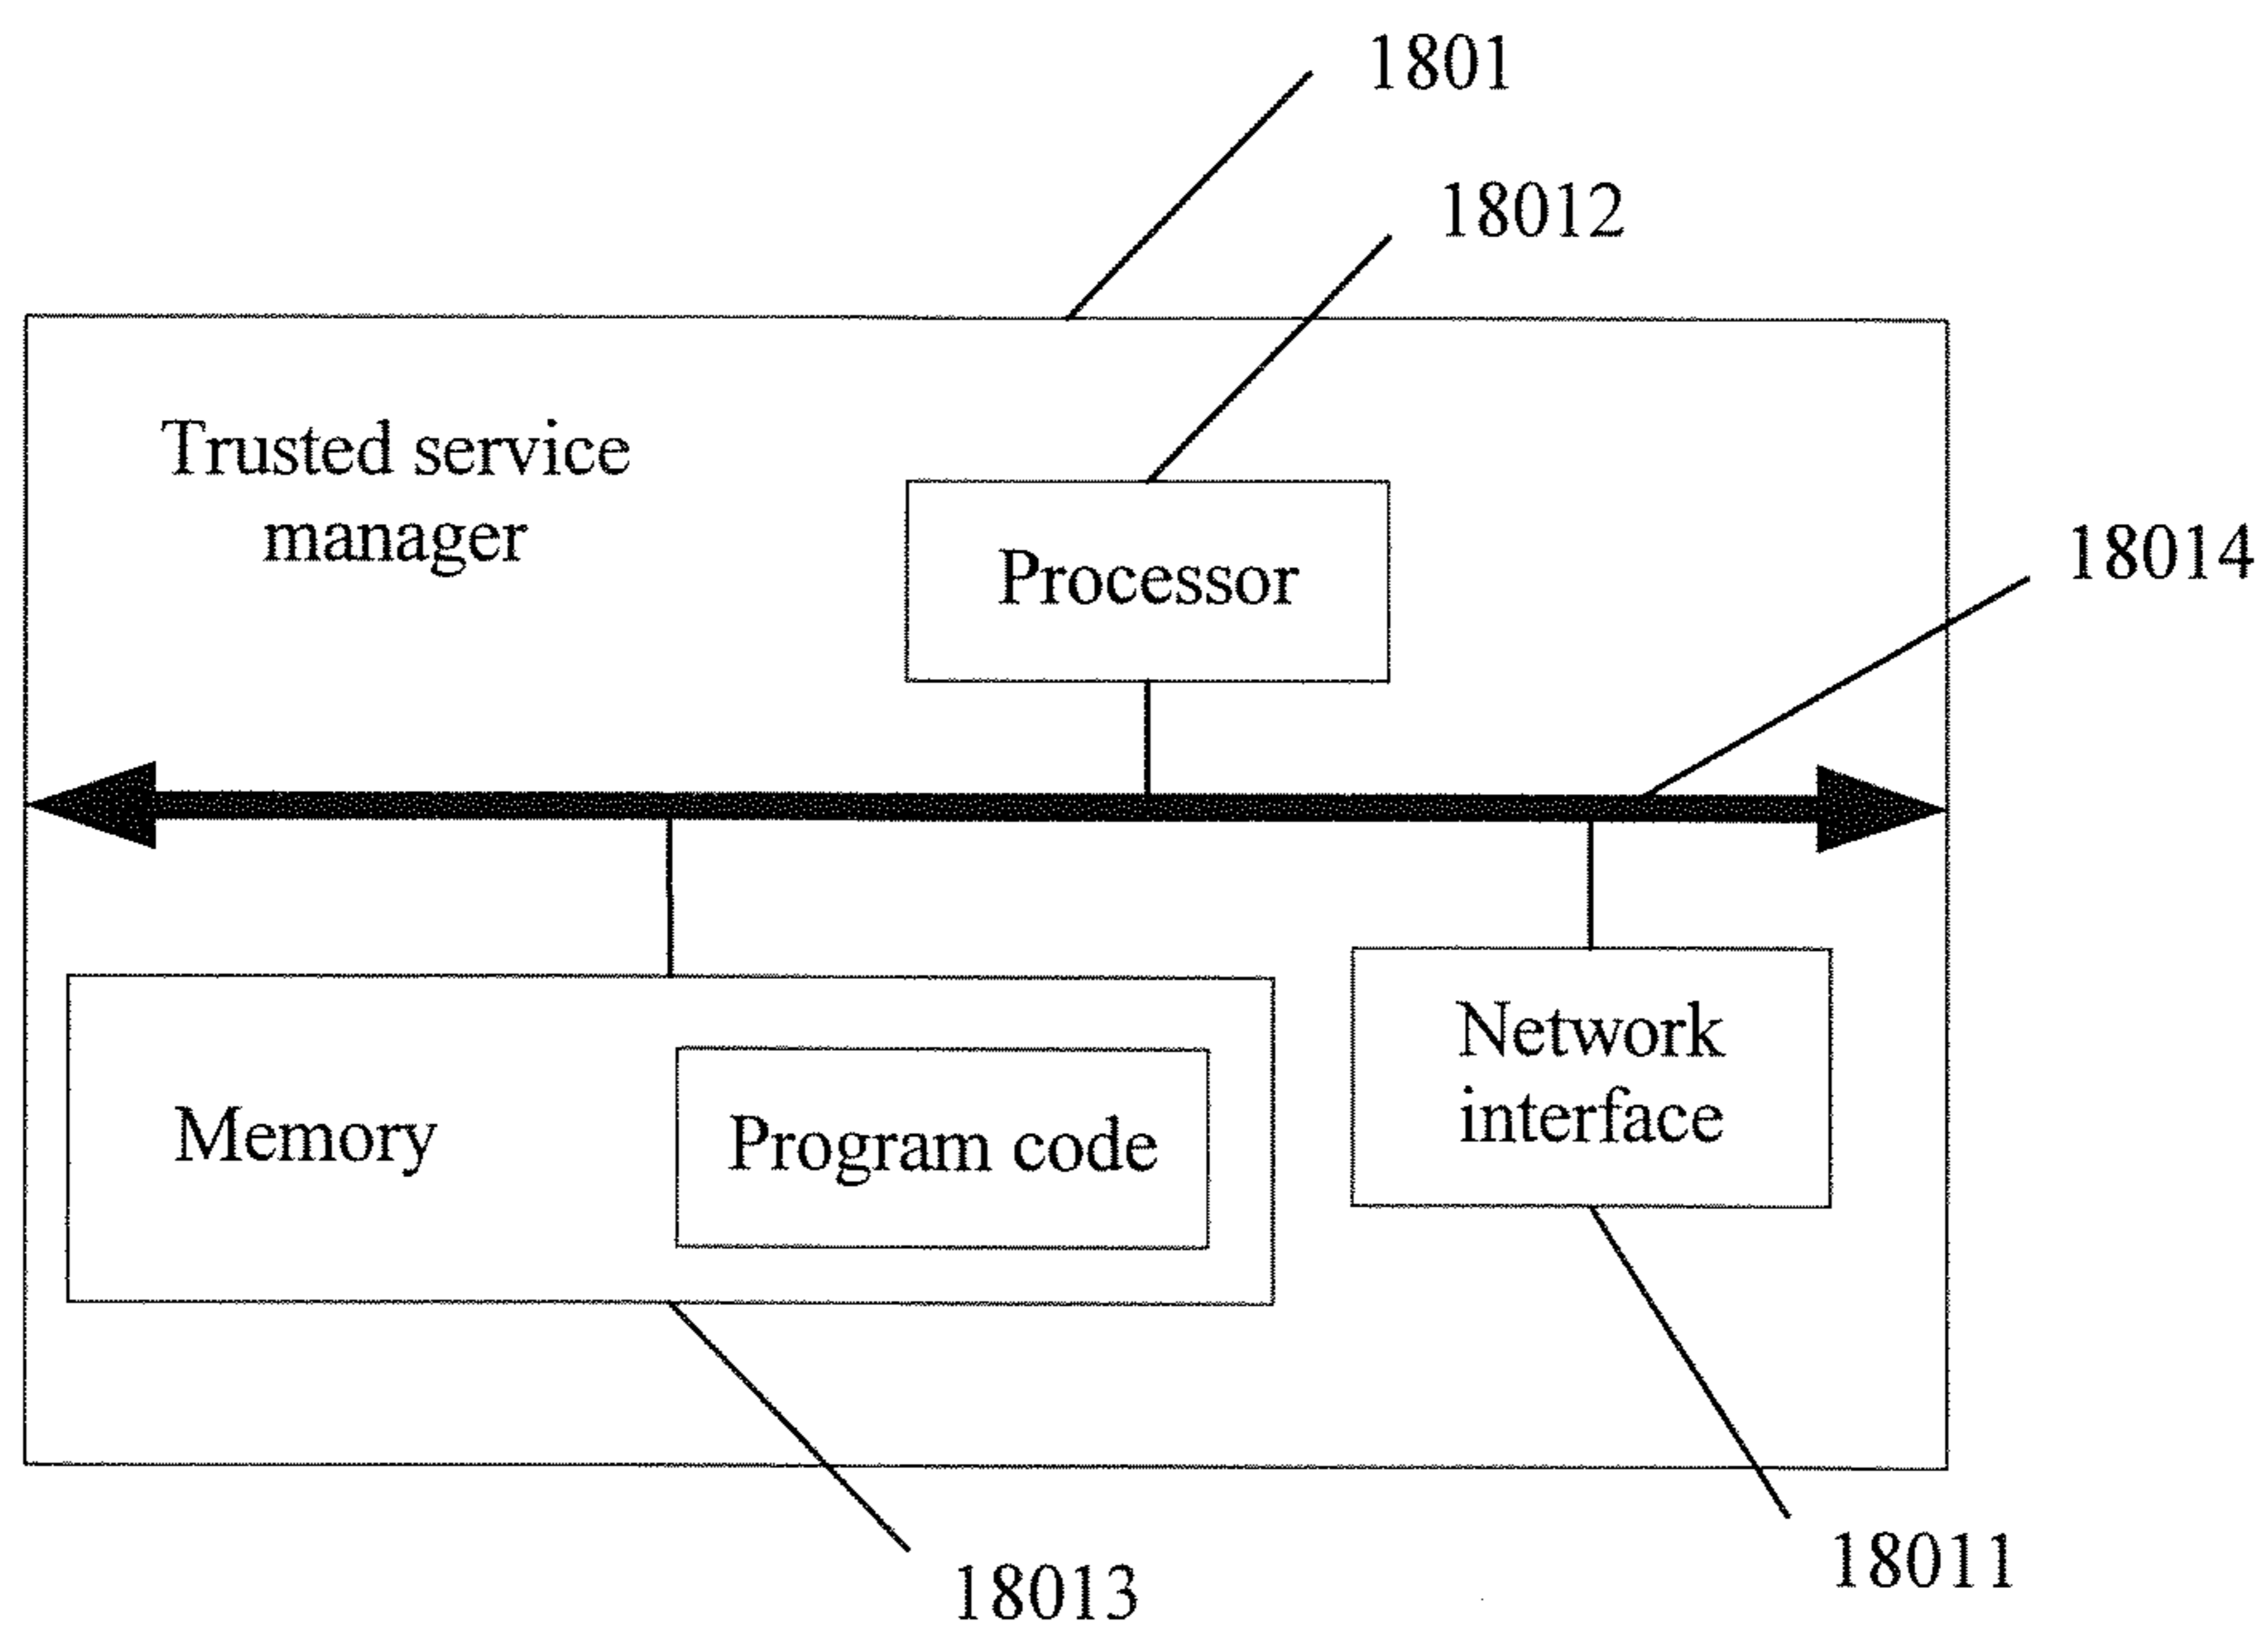 1801
18012
Trusted service
manager
Processor
18014
Network
interface
Memory
Program code
18011
18013